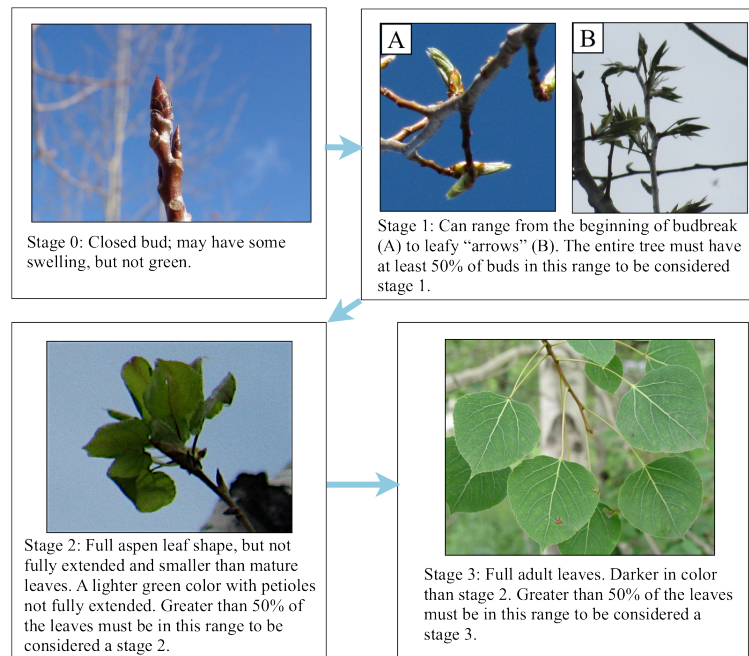 Stage 0: Closed bud; may have some
swelling, but not green.
A
B
Stage 1: Can range from the beginning of budbreak
(A) to leafy “arrows” (B). The entire tree must have
at least 50% of buds in this range to be considered
stage 1.
Stage 2: Full aspen leaf shape, but not
fully extended and smaller than mature
leaves. A lighter green color with petioles
not fully extended. Greater than 50% of
the leaves must be in this range to be
considered a stage 2.
Stage 3: Full adult leaves. Darker in color
than stage 2. Greater than 50% of the leaves
must be in this range to be considered a
stage 3.